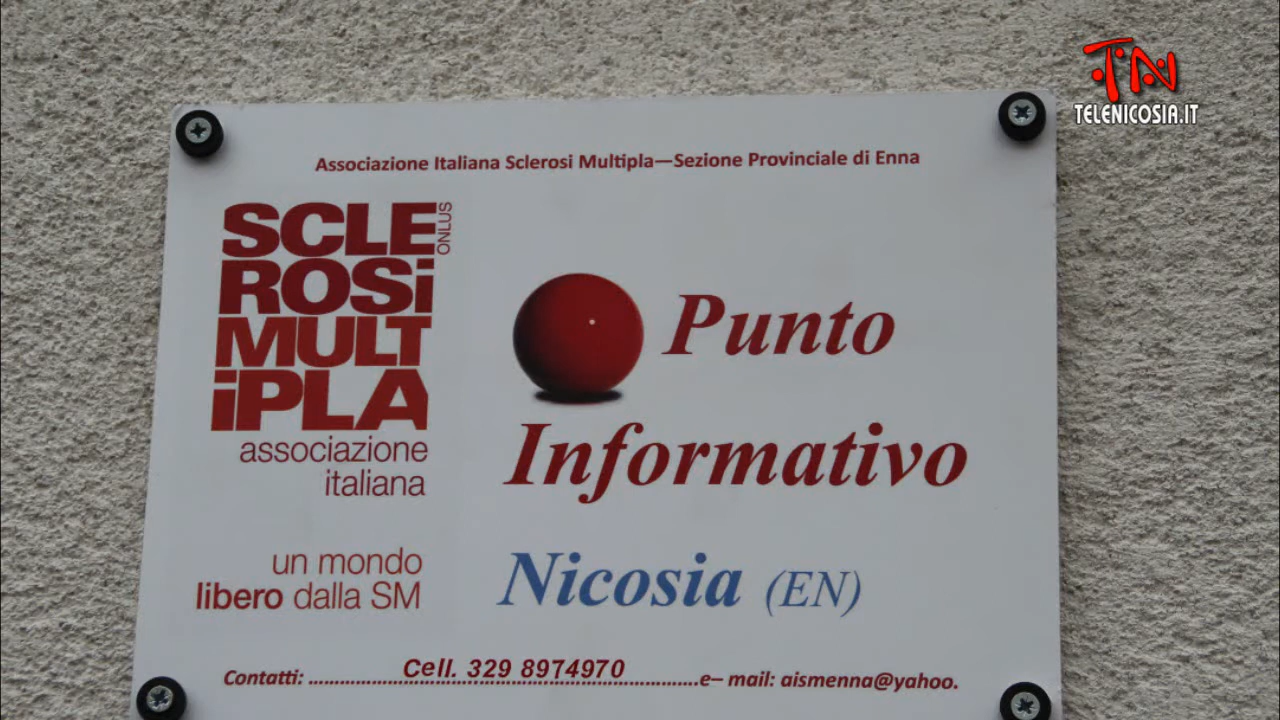 TN
TELENICOSIA.IT
Associazione Italiana Sclerosi Multipla—Sezione Provinciale di Enna
SCLE
ROSi
MULT
iPLA
ONLUS
associazione
italiana
un mondo
libero dalla SM
Punto
Informativo
Nicosia (EN)
Contatti: ........ Cell. 329 8974970 ........e– mail: aismenna@yahoo.